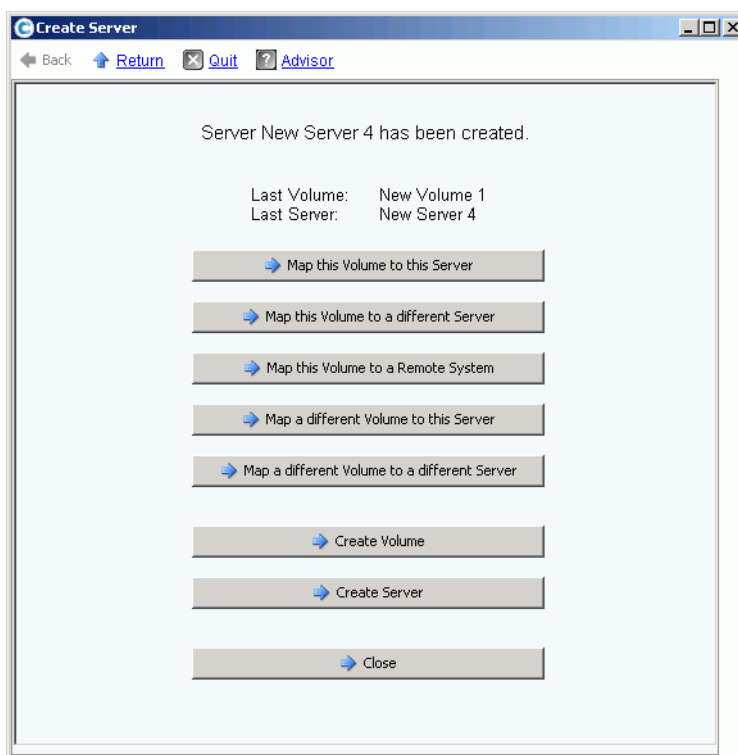 Create Server
Back Return Quit Advisor
Server New Server 4 has been created.
Last Volume: New Volume 1
Last Server: New Server 4
Map this Volume to this Server
Map this Volume to a different Server
Map this Volume to a Remote System
Map a different Volume to this Server
Map a different Volume to a different Server
Create Volume
Create Server
Close